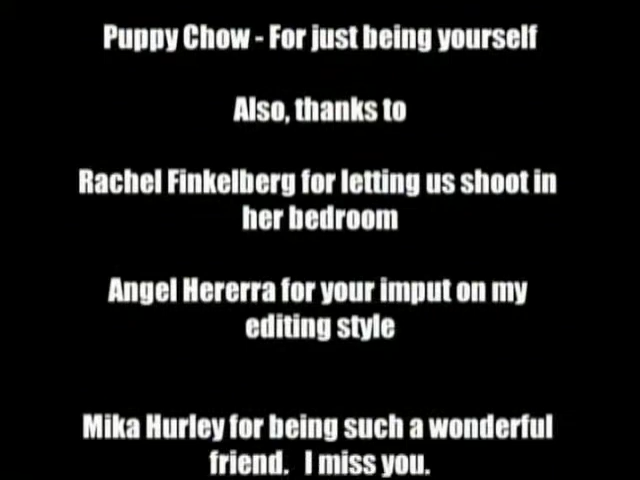 Puppy Chow - For just being yourself
Also, thanks to
Rachel Finkelberg for letting us shoot in
her bedroom
Angel Hererra for your imput on my
editing style
Mika Hurley for being such a wonderful
friend.  I miss you.